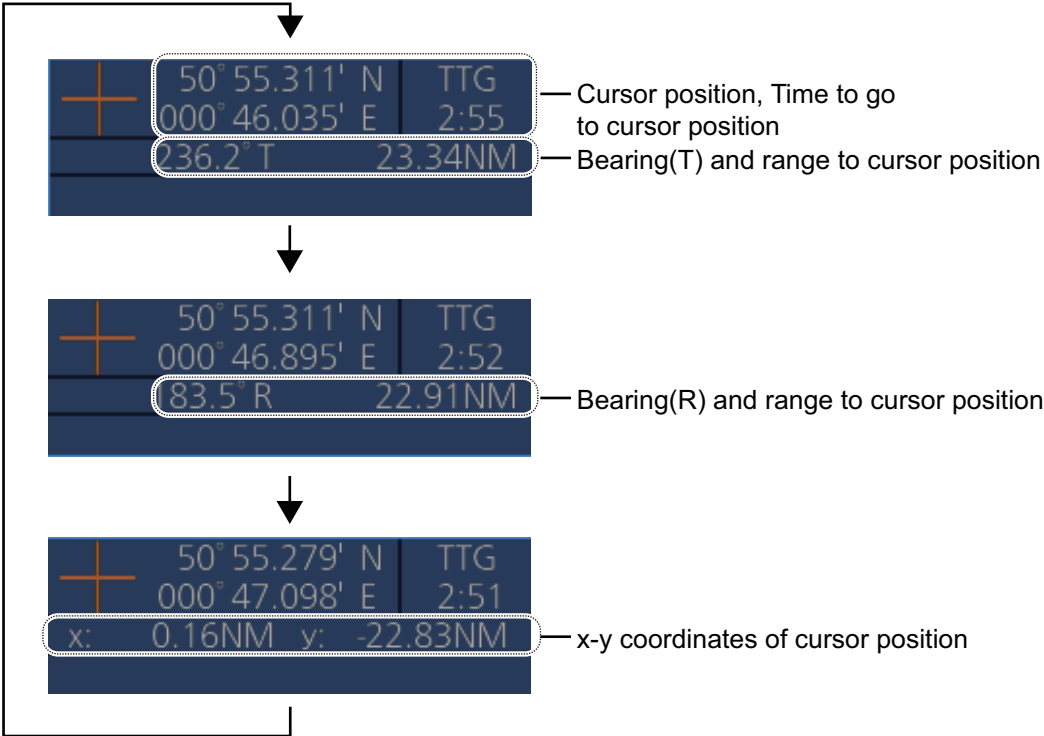 50° 55.311' N TTG
000° 46.035' E 2:55
Cursor position, Time to go
to cursor position
236.2° T 23.34NM
Bearing(T) and range to cursor position
50° 55.311' N TTG
000° 46.895' E 2:52
183.5° R 22.91NM
Bearing(R) and range to cursor position
50° 55.279' N TTG
000° 47.098' E 2:51
x: 0.16NM y: -22.83NM
x-y coordinates of cursor position